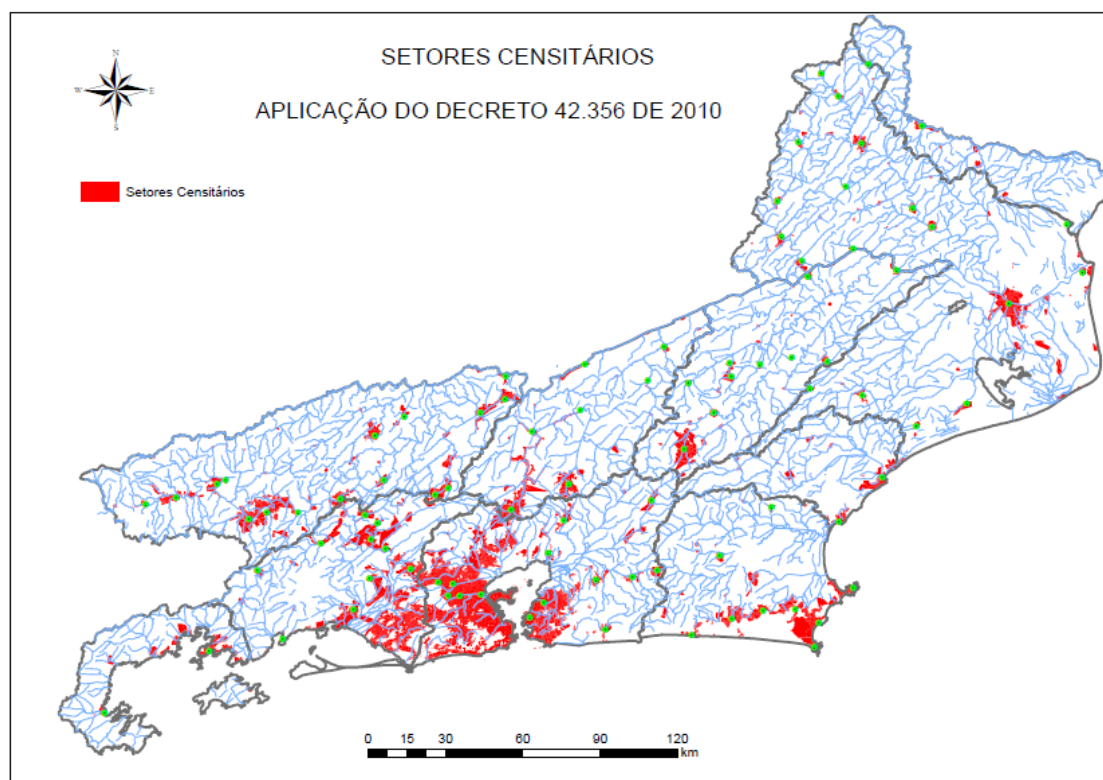 SETORES CENSITÁRIOS
APLICAÇÃO DO DECRETO 42.356 DE 2010
N
W E
S
Setores Censitários
0 15 30 60 90 120
km